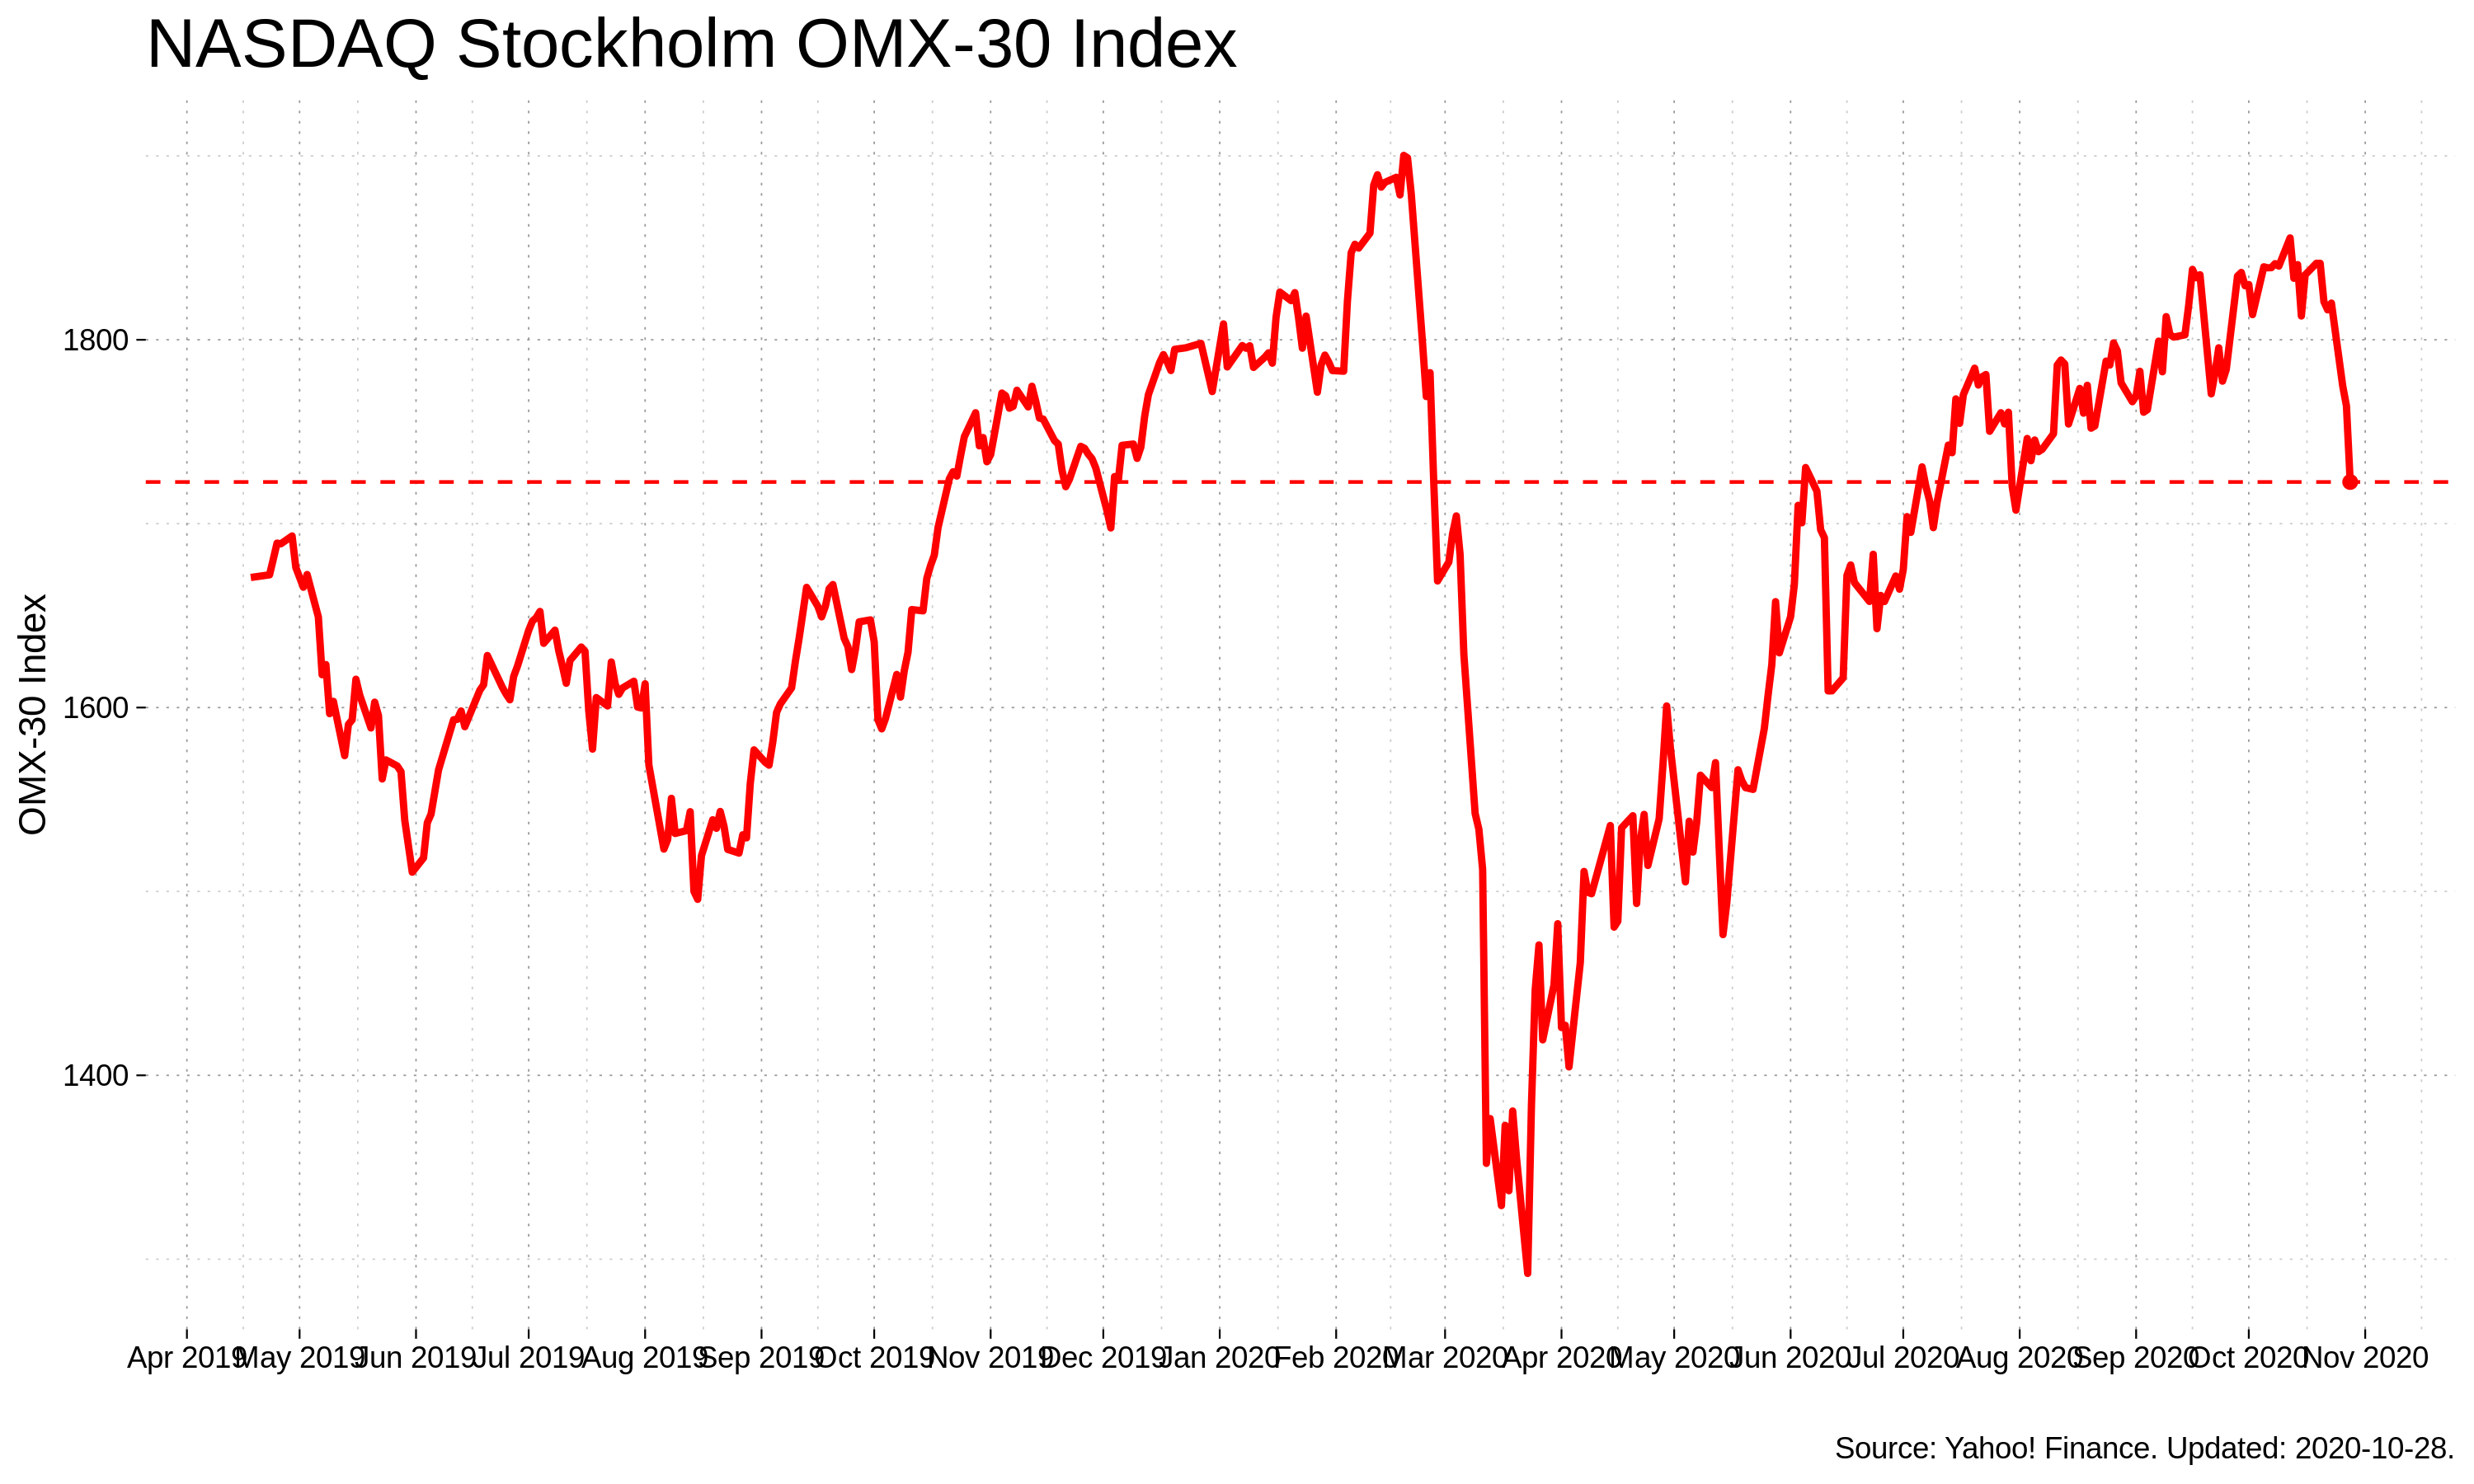 NASDAQ Stockholm OMX-30 Index
OMX-30 Index
1800
1600
1400
Apr 2019 May 2019 Jun 2019 Jul 2019 Aug 2019 Sep 2019 Oct 2019 Nov 2019 Dec 2019 Jan 2020 Feb 2020 Mar 2020 Apr 2020 May 2020 Jun 2020 Jul 2020 Aug 2020 Sep 2020 Oct 2020 Nov 2020
Source: Yahoo! Finance. Updated: 2020-10-28.